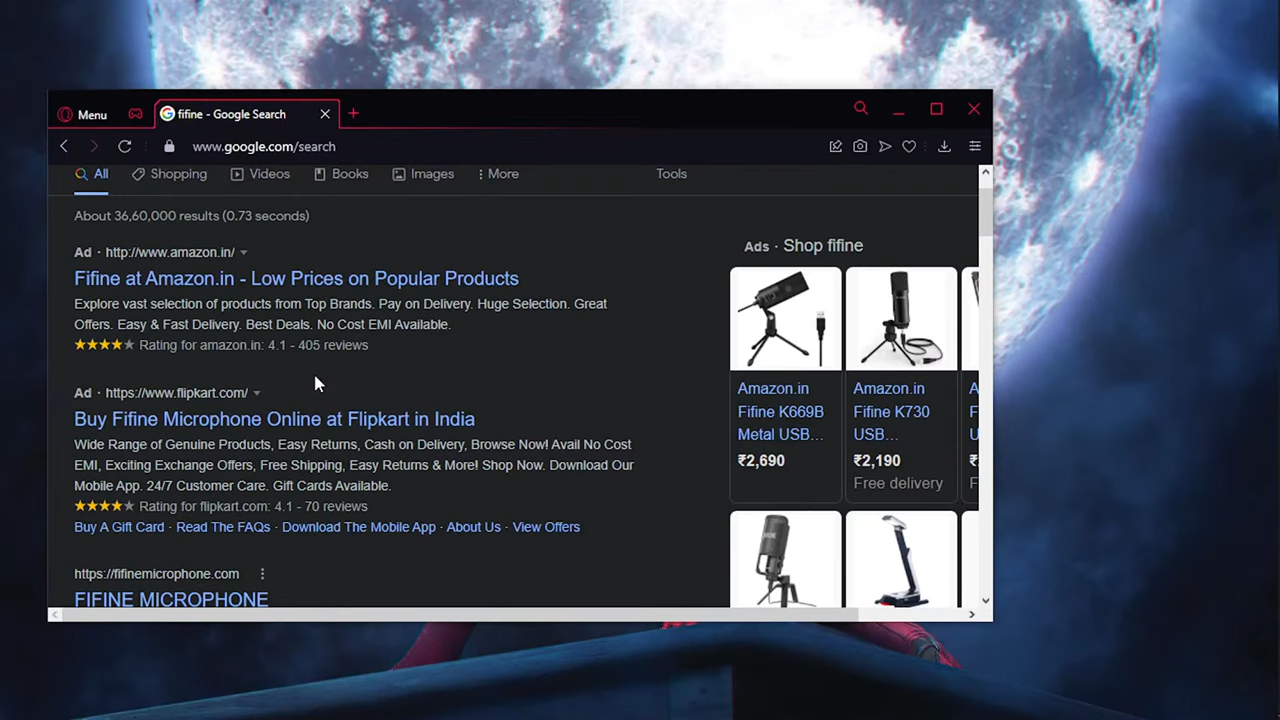 Menu
fifine - Google Search
www.google.com/search
All Shopping Videos Books Images More Tools
About 36,60,000 results (0.73 seconds)
Ad · http://www.amazon.in/
Fifine at Amazon.in - Low Prices on Popular Products
Explore vast selection of products from Top Brands. Pay on Delivery. Huge Selection. Great
Offers. Easy & Fast Delivery. Best Deals. No Cost EMI Available.
Rating for amazon.in: 4.1 - 405 reviews
Ad · https://www.flipkart.com/
Buy Fifine Microphone Online at Flipkart in India
Wide Range of Genuine Products, Easy Returns, Cash on Delivery, Browse Now! Avail No Cost
EMI, Exciting Exchange Offers, Free Shipping, Easy Returns & More! Shop Now. Download Our
Mobile App. 24/7 Customer Care. Gift Cards Available.
Rating for flipkart.com: 4.1 - 70 reviews
Buy A Gift Card · Read The FAQs · Download The Mobile App · About Us · View Offers
https://fifinemicrophone.com
FIFINE MICROPHONE
Ads · Shop fifine
Amazon.in
Fifine K669B
Metal USB...
₹2,690
Amazon.in
Fifine K730
USB...
₹2,190
Free delivery